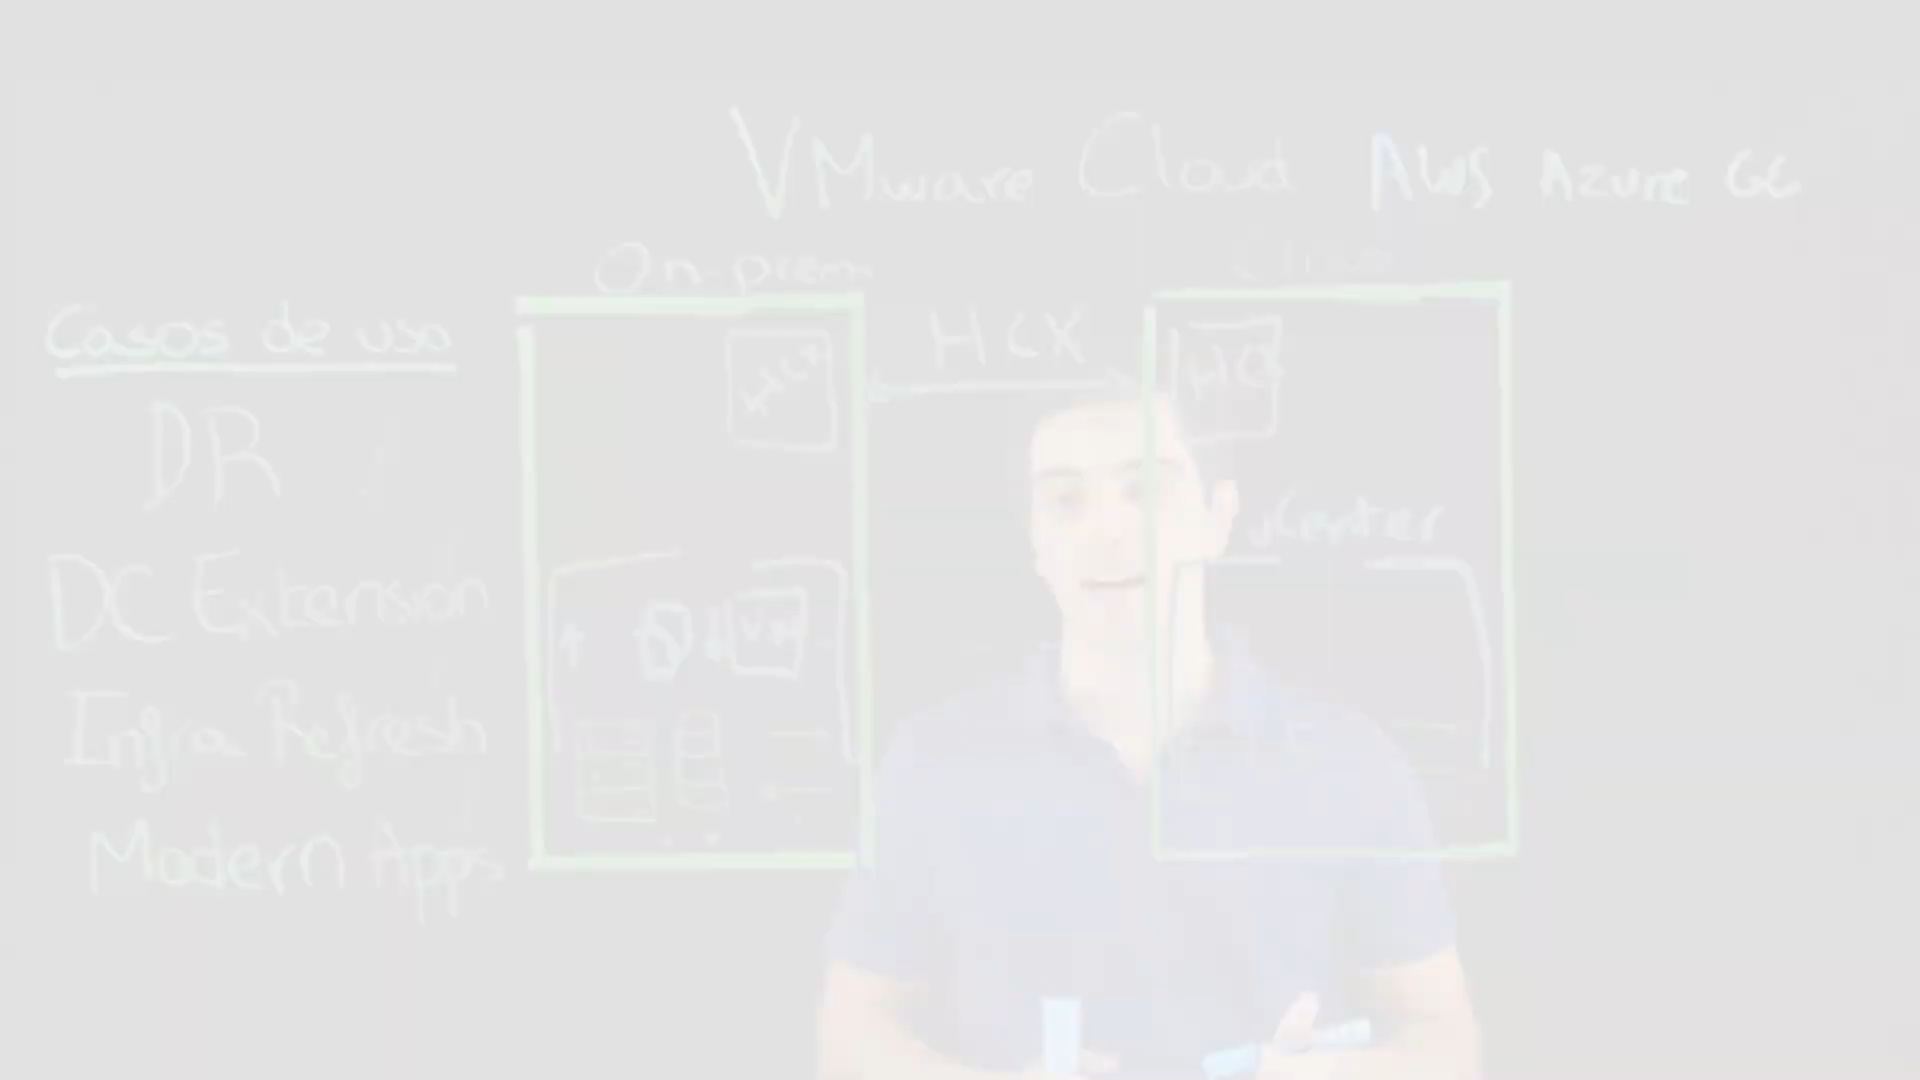 VMware Cloud AWS Azure GC
On-prem
Casos de uso
HCX
HCX
HCX
DR
vCenter
DC Extension
VM
Infra Refresh
Modern Apps